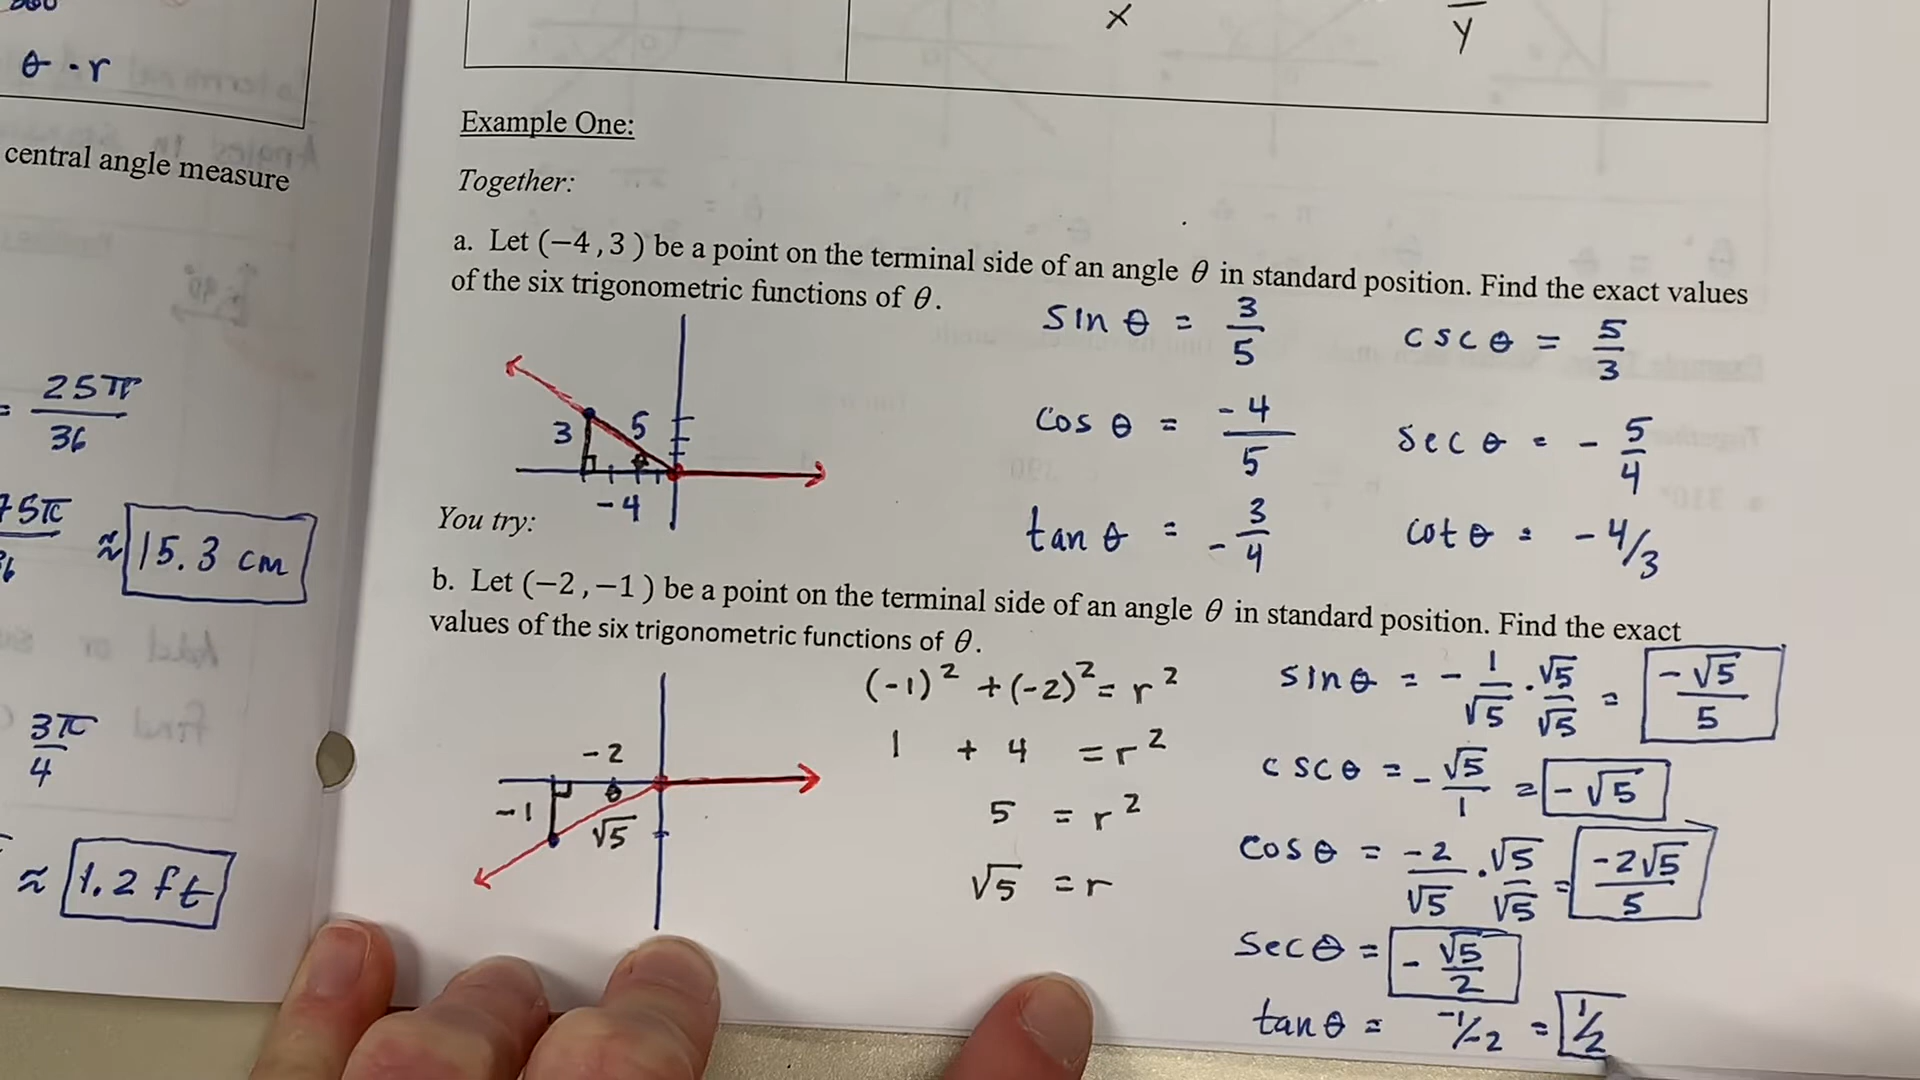 θ · r
central angle measure
= 25π/36
≈ 15.3 cm
3π/4
≈ 1.2 ft
x
y
Example One:
Together:
a. Let (−4, 3) be a point on the terminal side of an angle θ in standard position. Find the exact values
of the six trigonometric functions of θ.
sin θ = 3/5
csc θ = 5/3
3
5
θ
-4
cos θ = -4/5
sec θ = - 5/4
tan θ = - 3/4
cot θ = -4/3
You try:
b. Let (−2, −1) be a point on the terminal side of an angle θ in standard position. Find the exact
values of the six trigonometric functions of θ.
-2
-1
θ
√5
(-1)² + (-2)² = r²
1 + 4 = r²
5 = r²
√5 = r
sin θ = - 1/√5 · √5/√5 = -√5/5
csc θ = - √5/1 = -√5
cos θ = -2/√5 · √5/√5 = -2√5/5
sec θ = - √5/2
tan θ = -1/-2 = 1/2